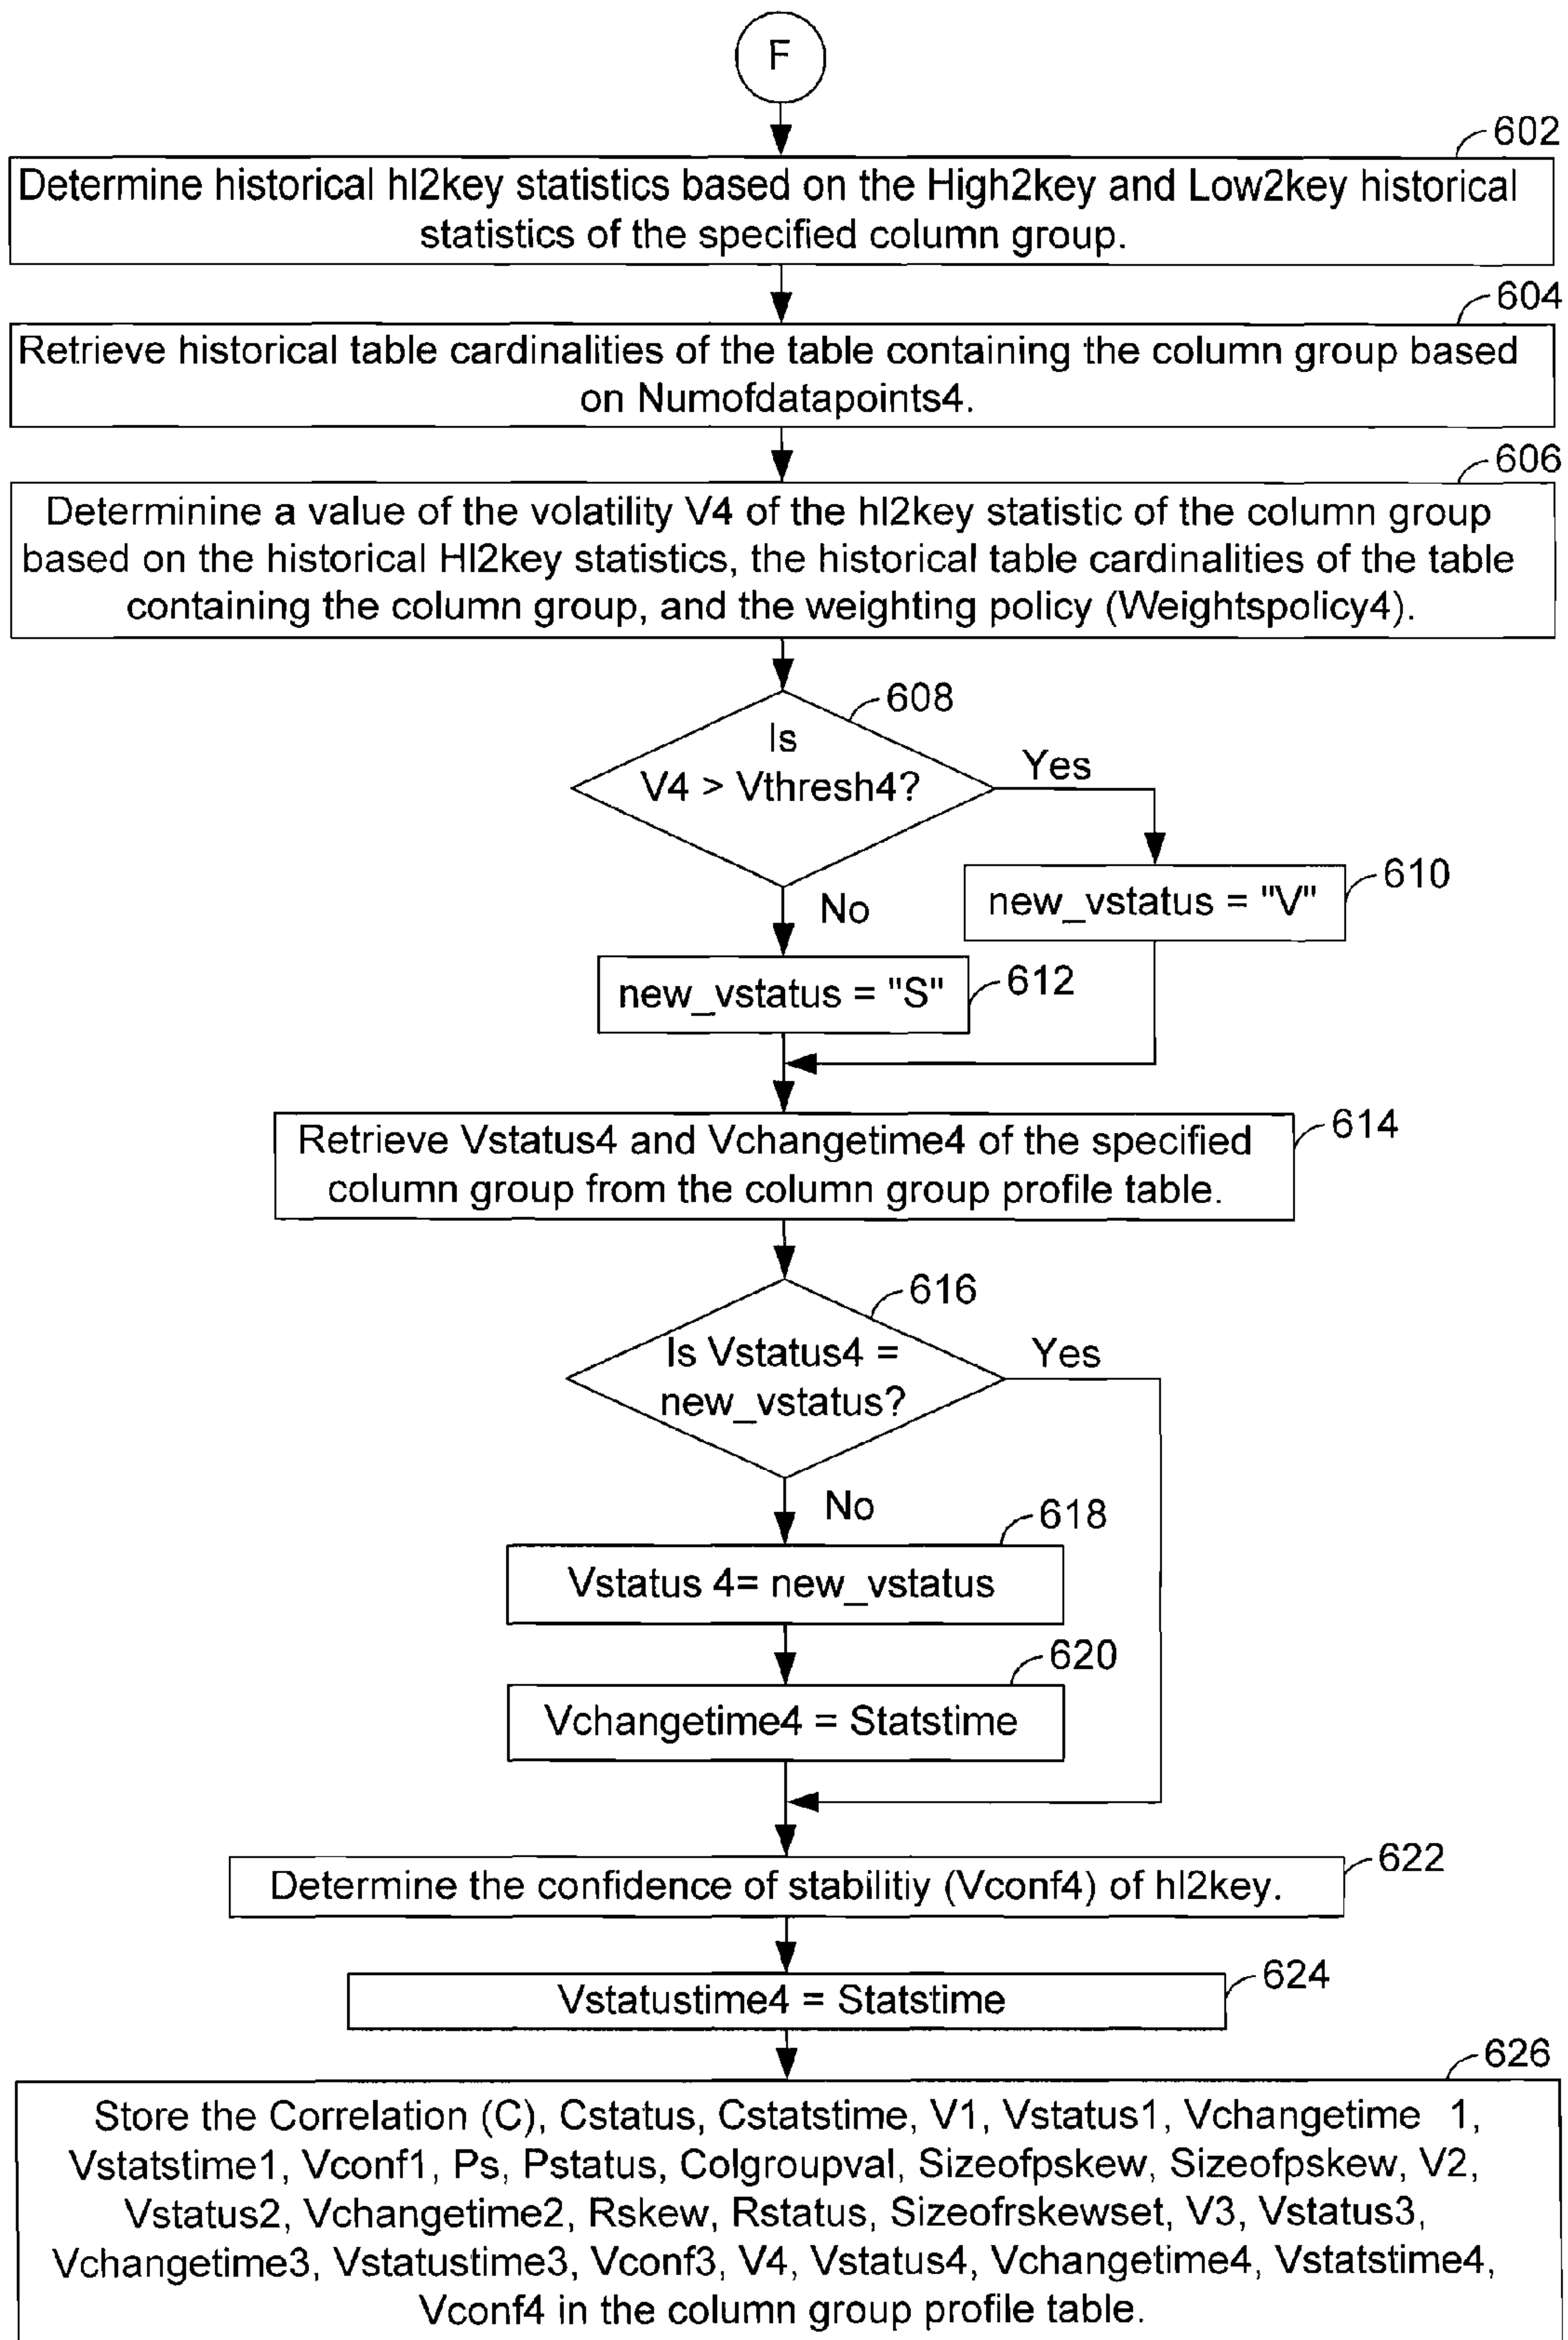 F
602
Determine historical hl2key statistics based on the High2key and Low2key historical
statistics of the specified column group.
604
Retrieve historical table cardinalities of the table containing the column group based
on Numofdatapoints4.
606
Determinine a value of the volatility V4 of the hl2key statistic of the column group
based on the historical Hl2key statistics, the historical table cardinalities of the table
containing the column group, and the weighting policy (Weightspolicy4).
608
Is
V4 > Vthresh4?
Yes
610
new_vstatus = "V"
No
612
new_vstatus = "S"
614
Retrieve Vstatus4 and Vchangetime4 of the specified
column group from the column group profile table.
616
Is Vstatus4 =
new_vstatus?
Yes
No
618
Vstatus 4= new_vstatus
620
Vchangetime4 = Statstime
622
Determine the confidence of stabilitiy (Vconf4) of hl2key.
624
Vstatustime4 = Statstime
626
Store the Correlation (C), Cstatus, Cstatstime, V1, Vstatus1, Vchangetime 1,
Vstatstime1, Vconf1, Ps, Pstatus, Colgroupval, Sizeofpskew, Sizeofpskew, V2,
Vstatus2, Vchangetime2, Rskew, Rstatus, Sizeofrskewset, V3, Vstatus3,
Vchangetime3, Vstatustime3, Vconf3, V4, Vstatus4, Vchangetime4, Vstatstime4,
Vconf4 in the column group profile table.